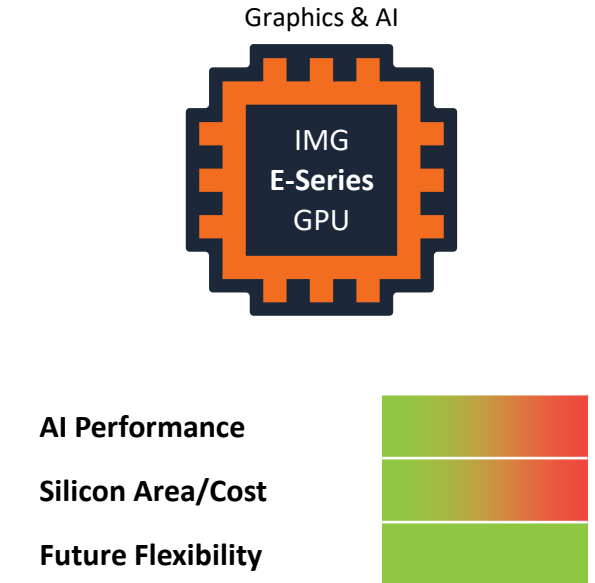 Graphics & AI
IMG
E-Series
GPU
AI Performance
Silicon Area/Cost
Future Flexibility